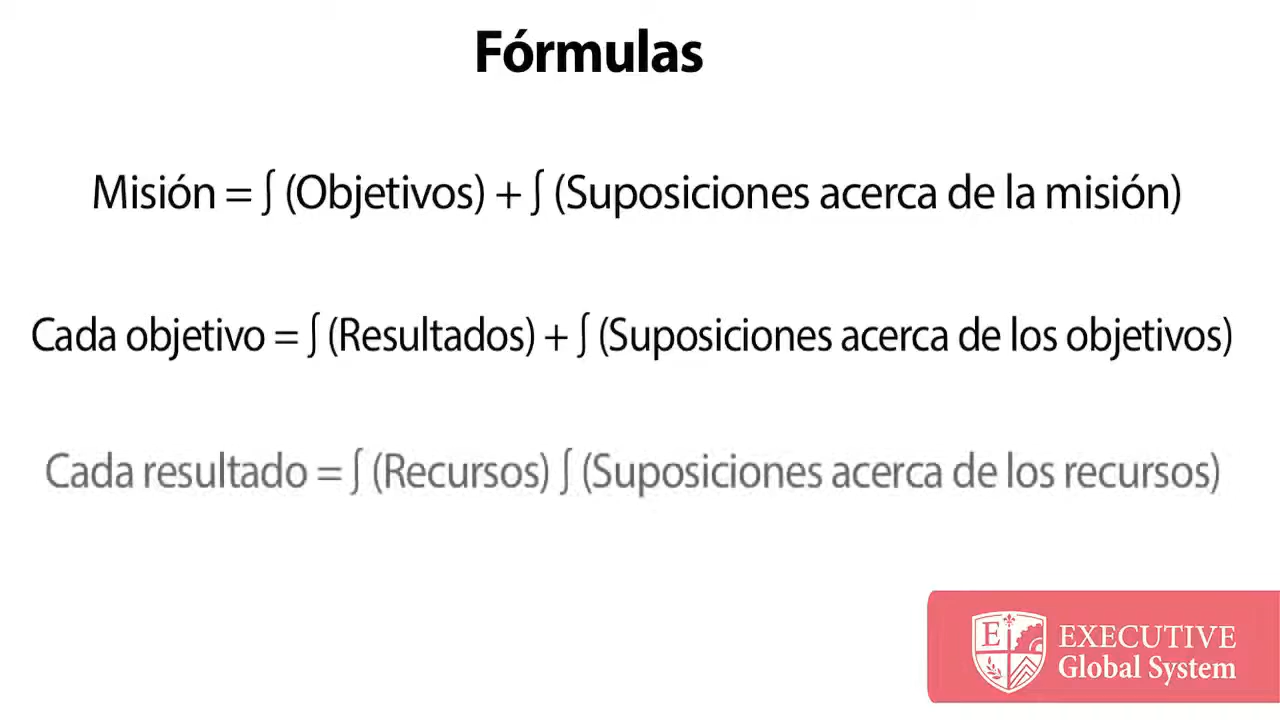 Fórmulas
Misión = ∫ (Objetivos) + ∫ (Suposiciones acerca de la misión)
Cada objetivo = ∫ (Resultados) + ∫ (Suposiciones acerca de los objetivos)
Cada resultado = ∫ (Recursos) ∫ (Suposiciones acerca de los recursos)
E
EXECUTIVE
Global System